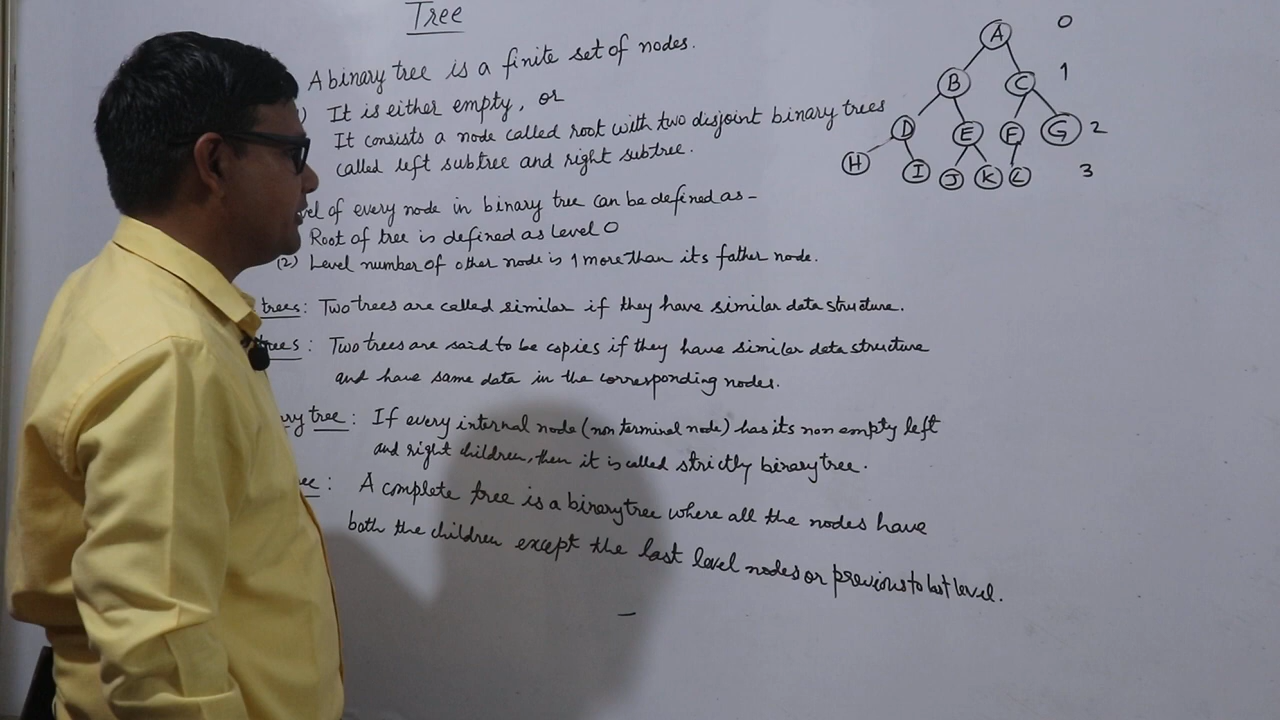 Tree
A binary tree is a finite set of nodes.
) It is either empty, or
It consists a node called root with two disjoint binary trees
called left subtree and right subtree.
vel of every node in binary tree can be defined as -
Root of tree is defined as Level 0
(2) Level number of other node is 1 more than its father node.
trees: Two trees are called similar if they have similar data structure.
trees: Two trees are said to be copies if they have similar data structure
and have same data in the corresponding nodes.
ary tree: If every internal node (non terminal node) has its non empty left
and right children, then it is called strictly binary tree.
ee: A complete tree is a binary tree where all the nodes have
both the children except the last level nodes or previous to last level.
A 0
B C 1
D E F G 2
H I J K L 3